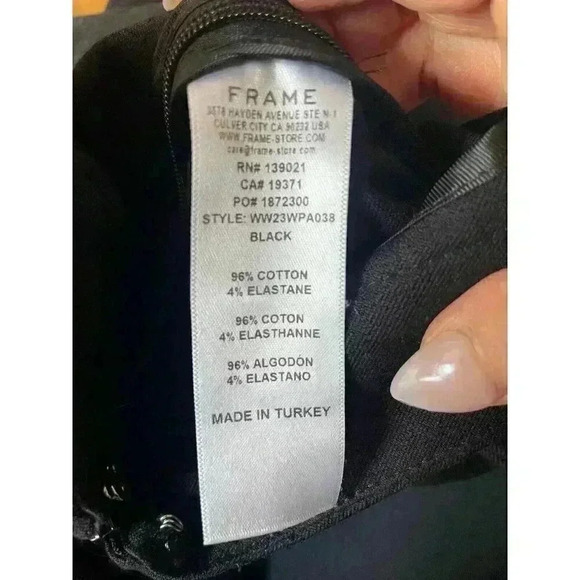 FRAME
3578 HAYDEN AVENUE STE N-1
CULVER CITY CA 90232 USA
WWW.FRAME-STORE.COM
care@frame-store.com
RN# 139021
CA# 19371
PO# 1872300
STYLE: WW23WPA038
BLACK
96% COTTON
4% ELASTANE
96% COTON
4% ELASTHANNE
96% ALGODÓN
4% ELASTANO
MADE IN TURKEY